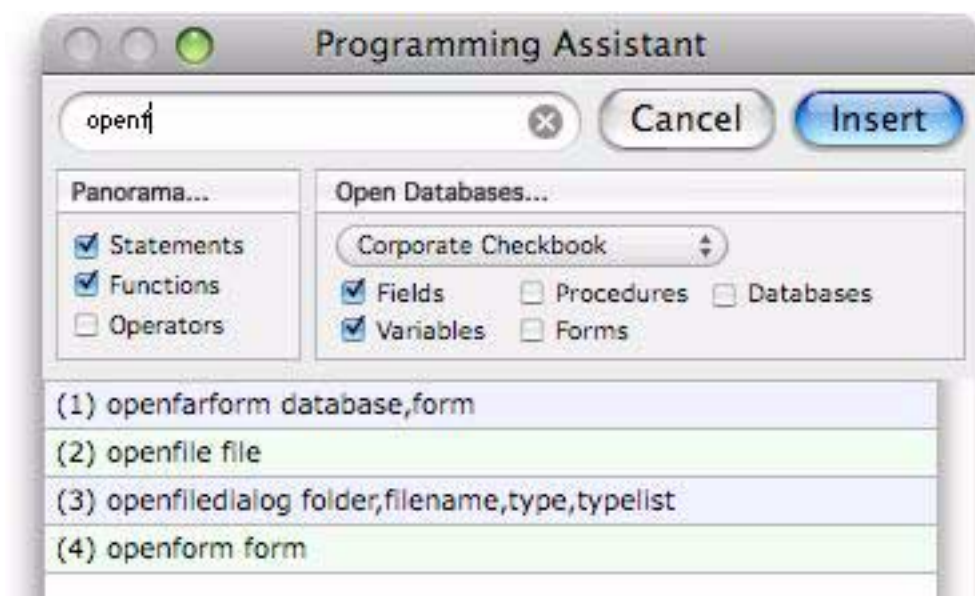 Programming Assistant
openf
Cancel
Insert
Panorama...
Open Databases...
Statements
Functions
Operators
Corporate Checkbook
Fields
Procedures
Databases
Variables
Forms
(1) openfarform database,form
(2) openfile file
(3) openfiledialog folder,filename,type,typelist
(4) openform form